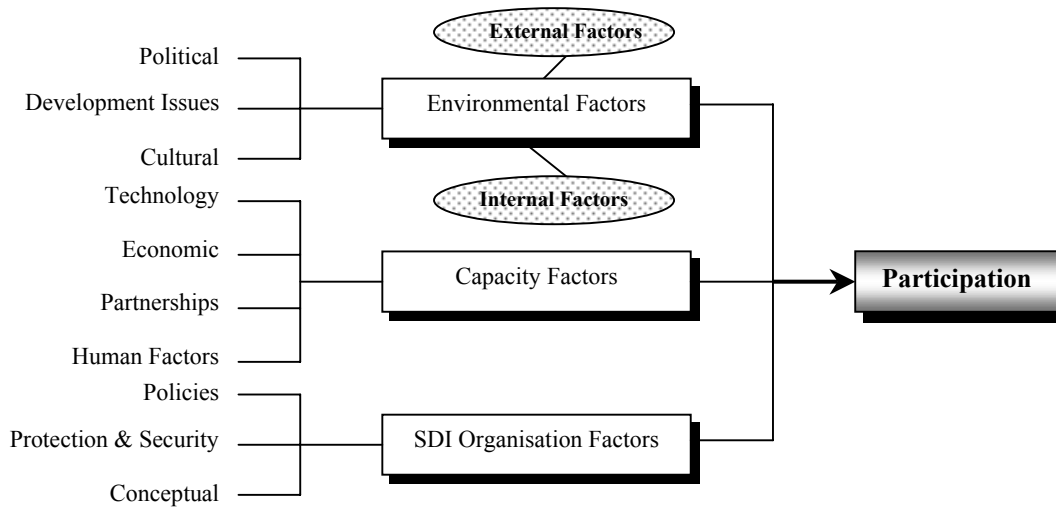 External Factors
Political
Development Issues
Environmental Factors
Cultural
Technology
Internal Factors
Economic
Capacity Factors
Participation
Partnerships
Human Factors
Policies
Protection & Security
SDI Organisation Factors
Conceptual